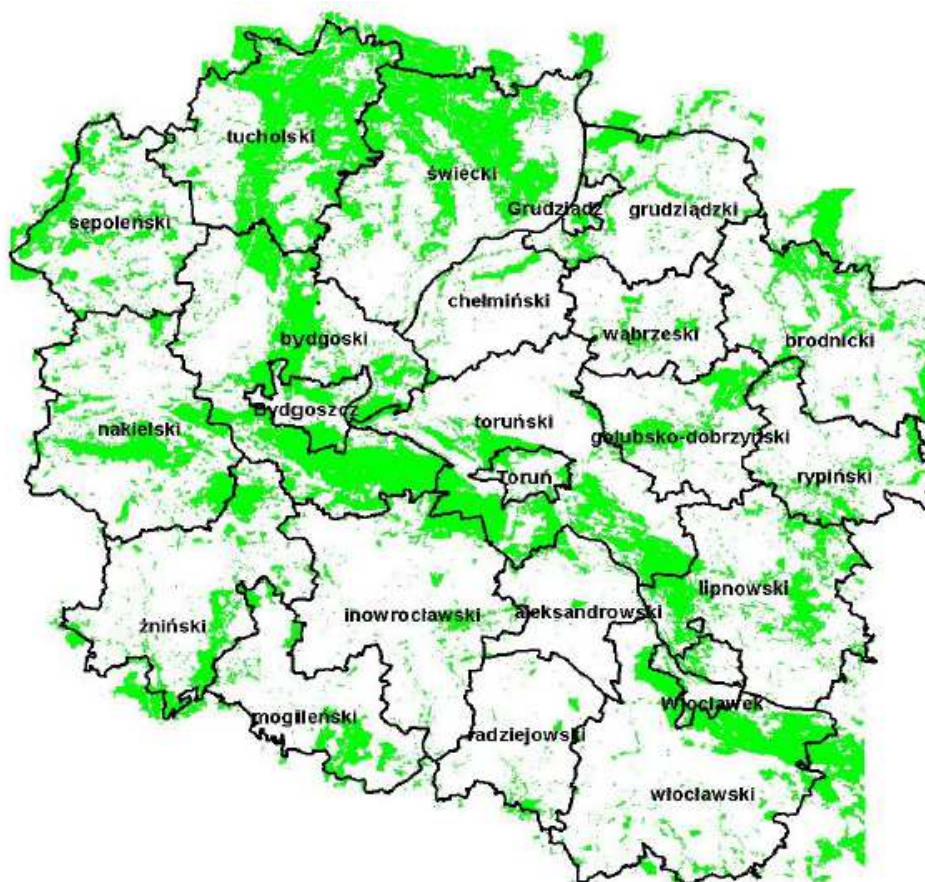 tucholski
świecki
sępoleński
Grudziądz
grudziądzki
chełmiński
bydgoski
wąbrzeski
brodnicki
Bydgoszcz
nakielski
toruński
golubsko-dobrzyński
Toruń
rypiński
lipnowski
inowrocławski
aleksandrowski
żniński
Włocławek
mogileński
radziejowski
włocławski